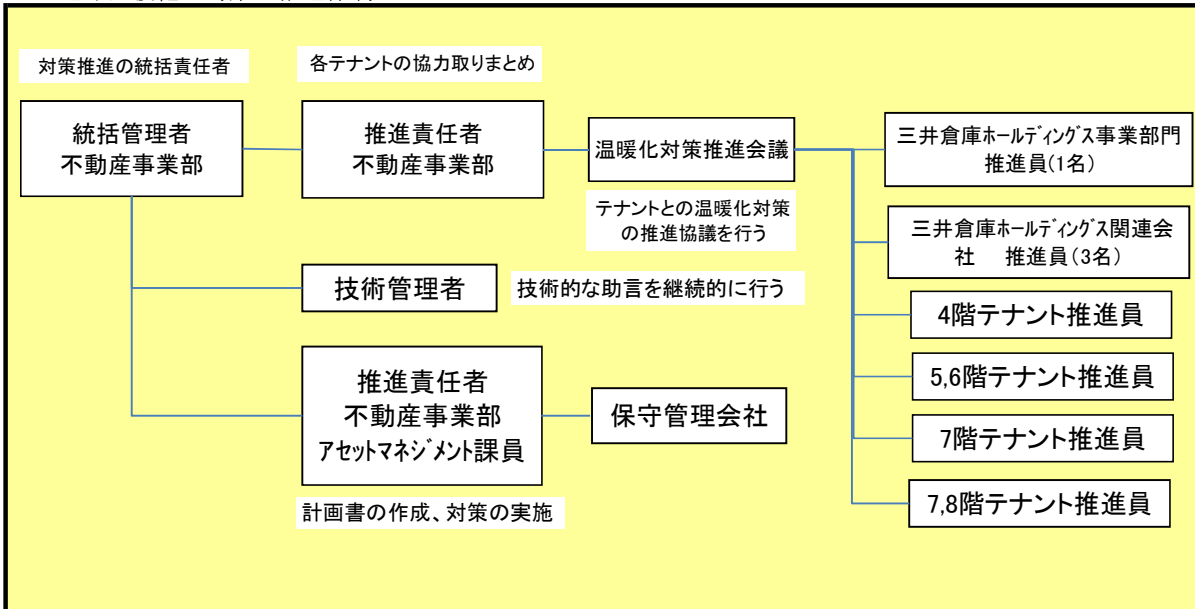 対策推進の統括責任者
統括管理者
不動産事業部
各テナントの協力取りまとめ
推進責任者
不動産事業部
温暖化対策推進会議
テナントとの温暖化対策
の推進協議を行う
技術管理者
技術的な助言を継続的に行う
推進責任者
不動産事業部
アセットマネジメント課員
計画書の作成、対策の実施
保守管理会社
三井倉庫ホールディングス事業部門
推進員(1名)
三井倉庫ホールディングス関連会
社 推進員(3名)
4階テナント推進員
5,6階テナント推進員
7階テナント推進員
7,8階テナント推進員